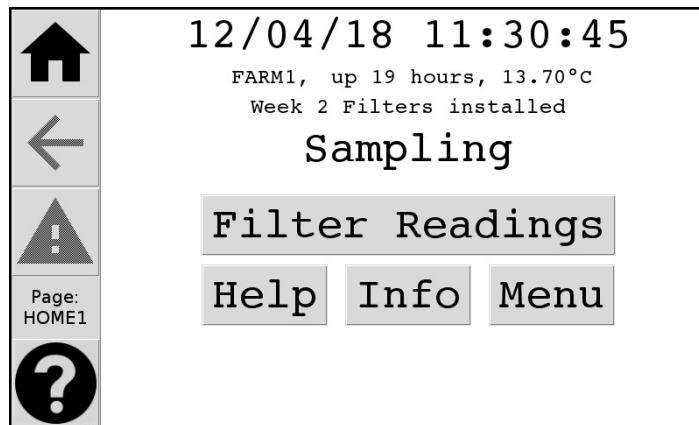 12/04/18 11:30:45
FARM1, up 19 hours, 13.70°C
Week 2 Filters installed
Sampling
Filter Readings
Help Info Menu
Page:
HOME1